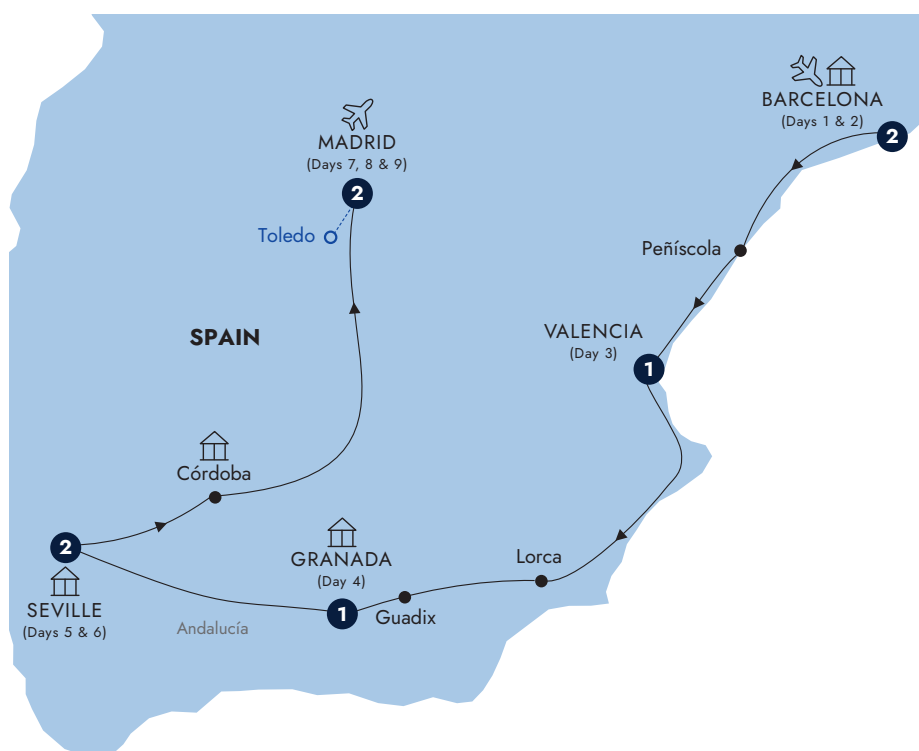 BARCELONA
(Days 1 & 2)
2
MADRID
(Days 7, 8 & 9)
2
Toledo
Peñíscola
SPAIN
VALENCIA
(Day 3)
1
Córdoba
2
SEVILLE
(Days 5 & 6)
GRANADA
(Day 4)
1
Lorca
Guadix
Andalucía